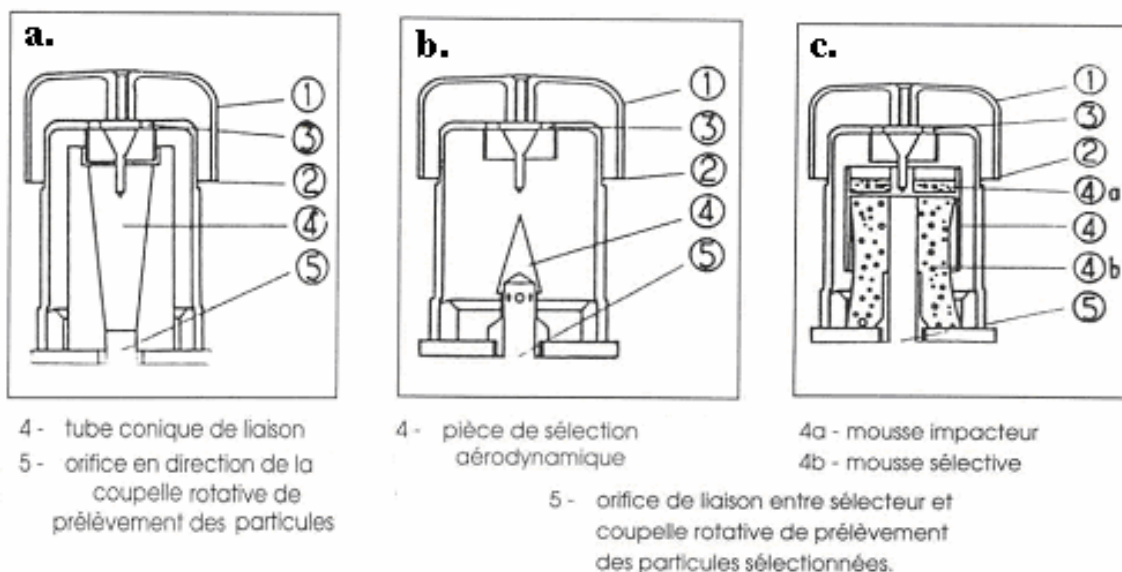 a.
1
3
2
4
5
b.
1
3
2
4
5
c.
1
3
2
4a
4
4b
5
4 - tube conique de liaison
5 - orifice en direction de la
coupelle rotative de
prélèvement des particules
4 - pièce de sélection
aérodynamique
4a - mousse impacteur
4b - mousse sélective
5 - orifice de liaison entre sélecteur et
coupelle rotative de prélèvement
des particules sélectionnées.